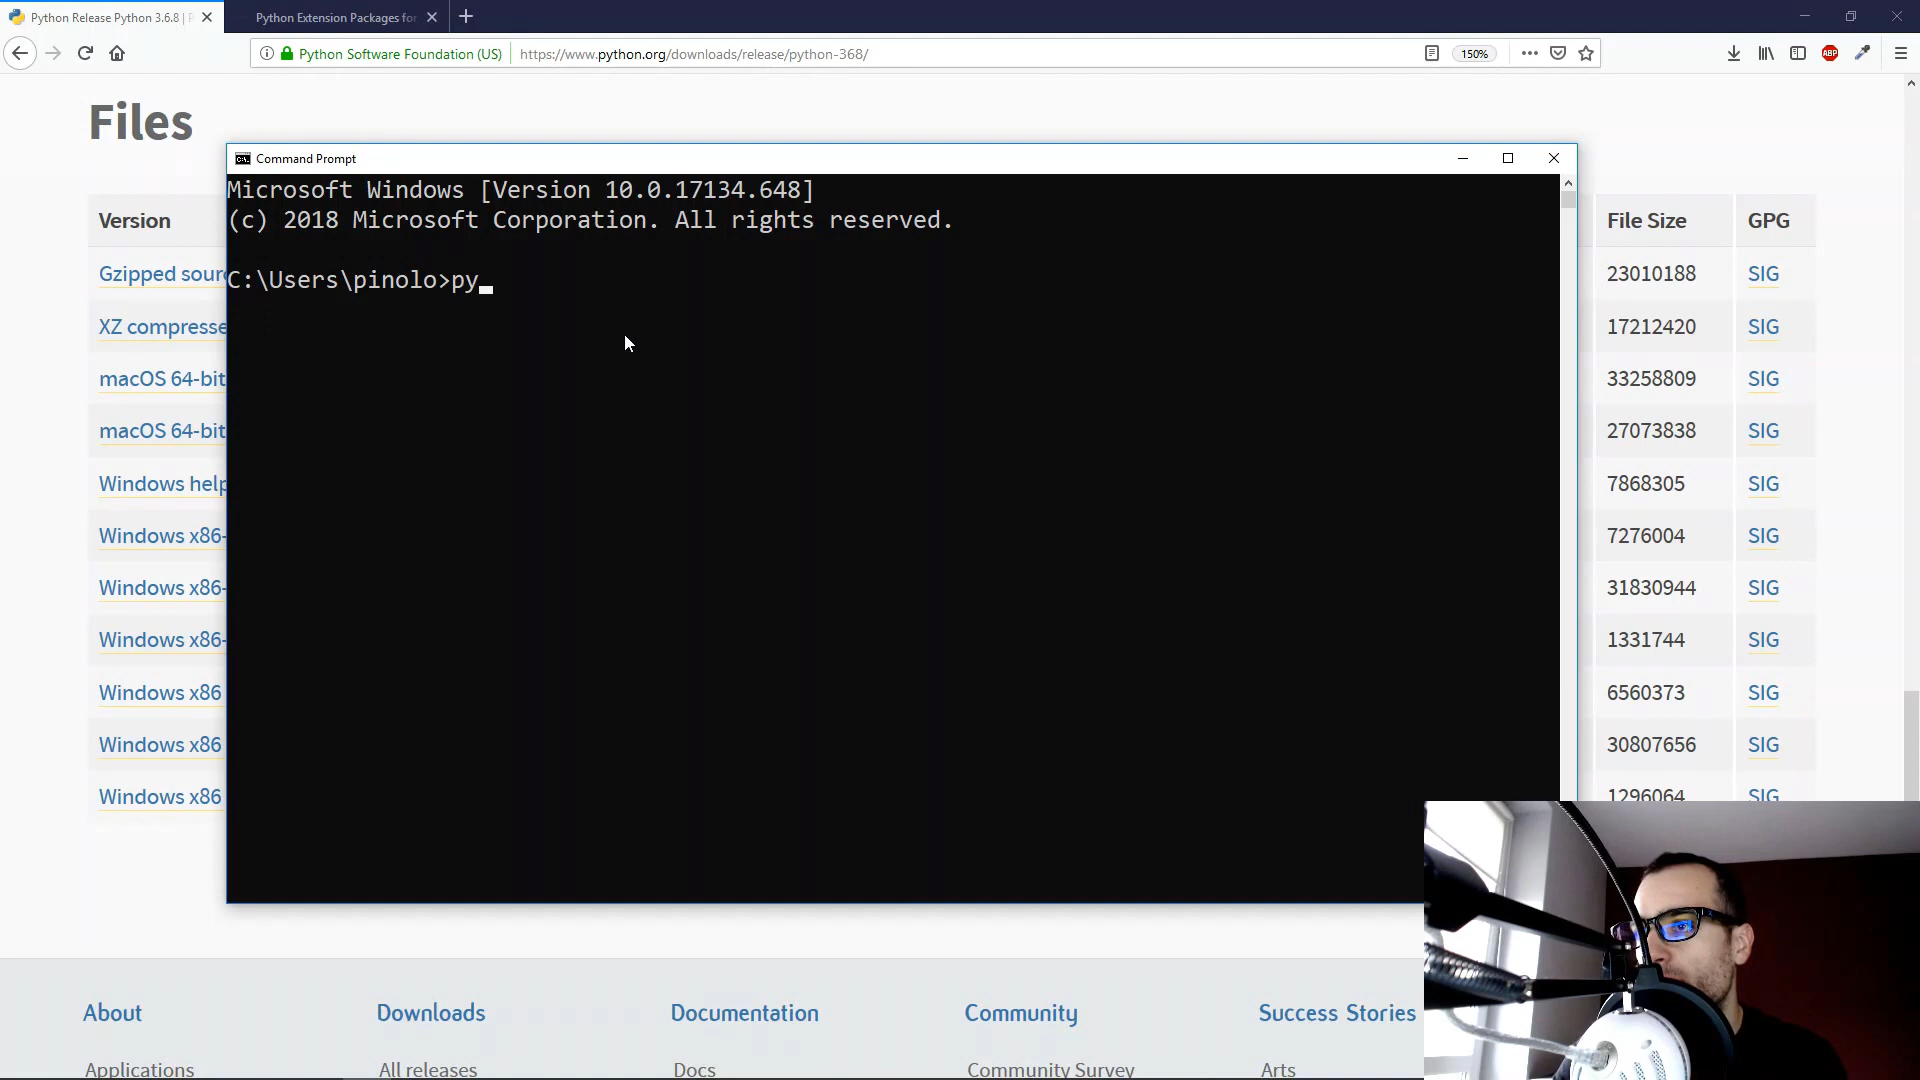 Python Release Python 3.6.8 |
Python Extension Packages for
Python Software Foundation (US)
https://www.python.org/downloads/release/python-368/
150%
ABP
Files
Command Prompt
Microsoft Windows [Version 10.0.17134.648]
(c) 2018 Microsoft Corporation. All rights reserved.
C:\Users\pinolo>py
Version File Size GPG
Gzipped sour 23010188 SIG
XZ compresse 17212420 SIG
macOS 64-bit 33258809 SIG
macOS 64-bit 27073838 SIG
Windows help 7868305 SIG
Windows x86- 7276004 SIG
Windows x86- 31830944 SIG
Windows x86- 1331744 SIG
Windows x86 6560373 SIG
Windows x86 30807656 SIG
Windows x86 1296064 SIG
About Downloads Documentation Community Success Stories
Applications All releases Docs Community Survey Arts